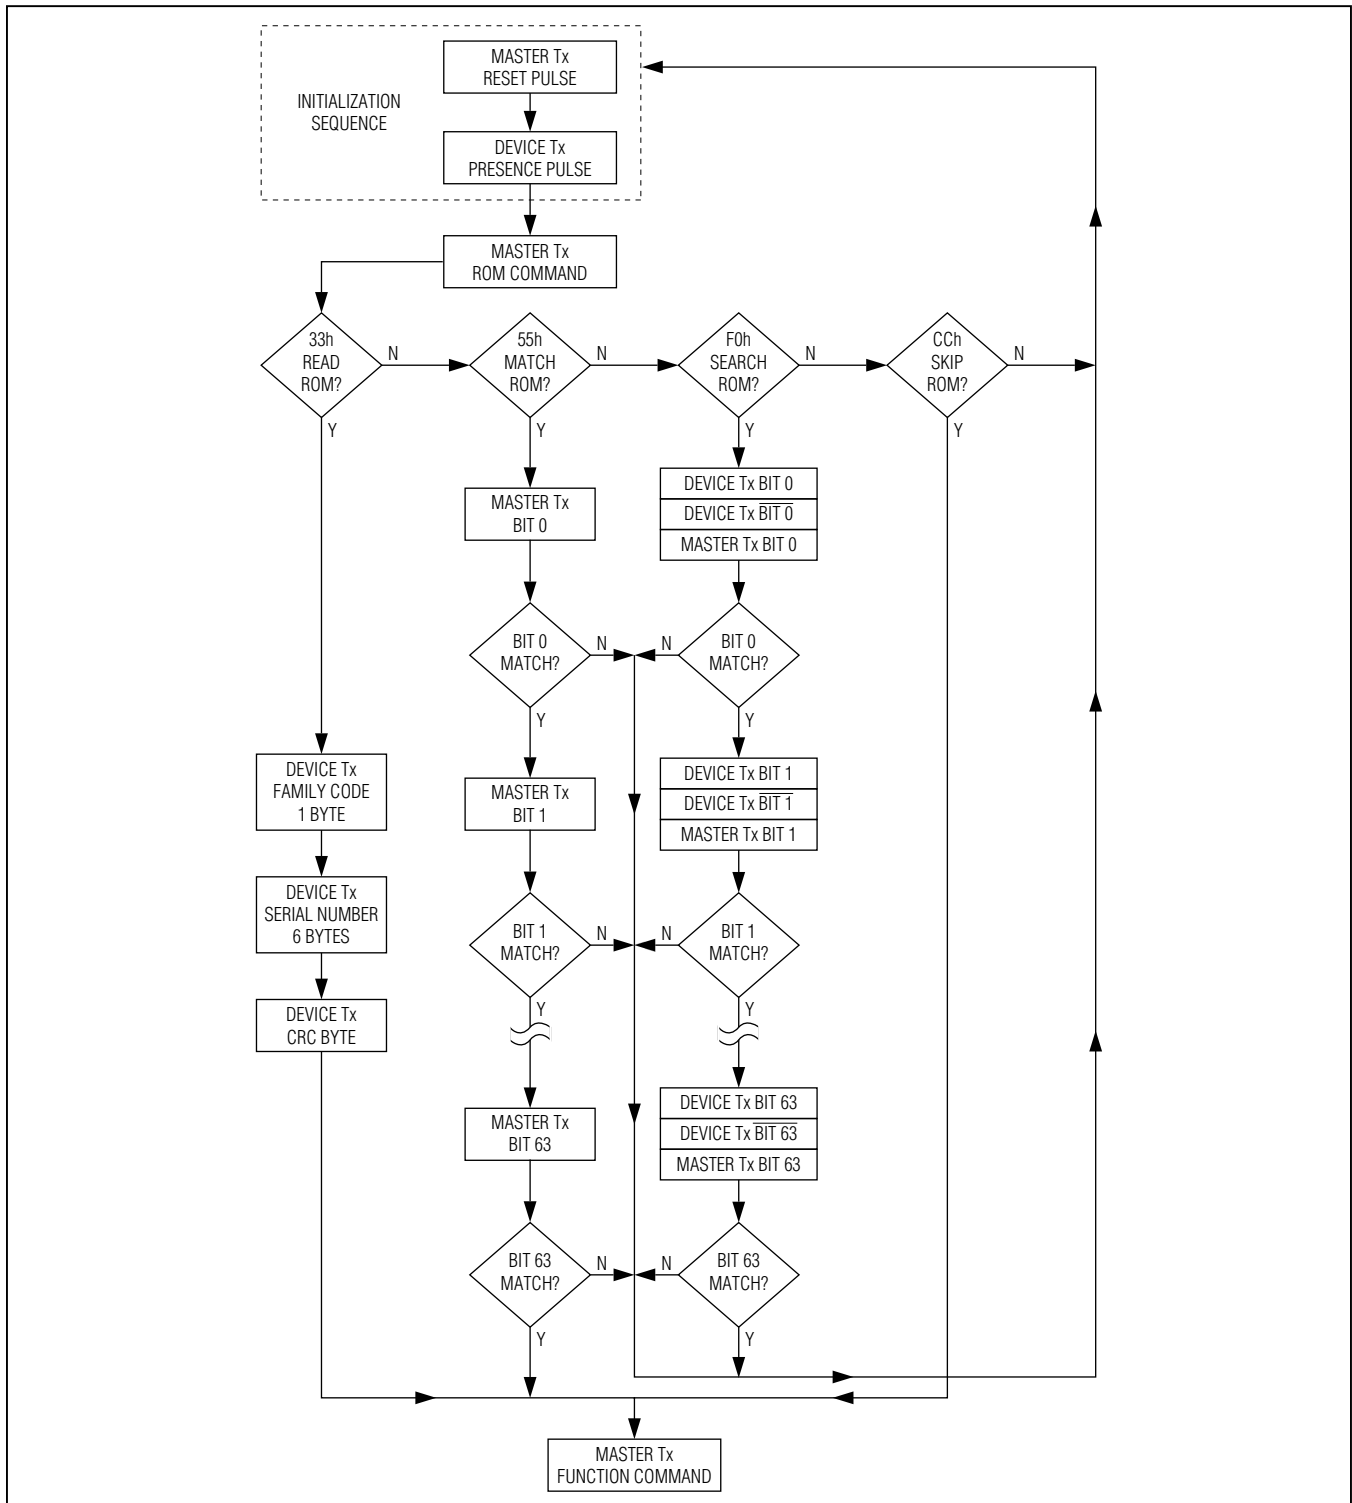 MASTER Tx
RESET PULSE
INITIALIZATION
SEQUENCE
DEVICE Tx
PRESENCE PULSE
MASTER Tx
ROM COMMAND
33h
READ
ROM?
N
Y
55h
MATCH
ROM?
N
Y
F0h
SEARCH
ROM?
N
Y
CCh
SKIP
ROM?
N
Y
DEVICE Tx
FAMILY CODE
1 BYTE
DEVICE Tx
SERIAL NUMBER
6 BYTES
DEVICE Tx
CRC BYTE
MASTER Tx
BIT 0
BIT 0
MATCH?
N
Y
MASTER Tx
BIT 1
BIT 1
MATCH?
N
Y
MASTER Tx
BIT 63
BIT 63
MATCH?
N
Y
DEVICE Tx BIT 0
DEVICE Tx B̅I̅T̅ ̅0̅
MASTER Tx BIT 0
BIT 0
MATCH?
N
Y
DEVICE Tx BIT 1
DEVICE Tx B̅I̅T̅ ̅1̅
MASTER Tx BIT 1
BIT 1
MATCH?
N
Y
DEVICE Tx BIT 63
DEVICE Tx B̅I̅T̅ ̅6̅3̅
MASTER Tx BIT 63
BIT 63
MATCH?
N
Y
MASTER Tx
FUNCTION COMMAND